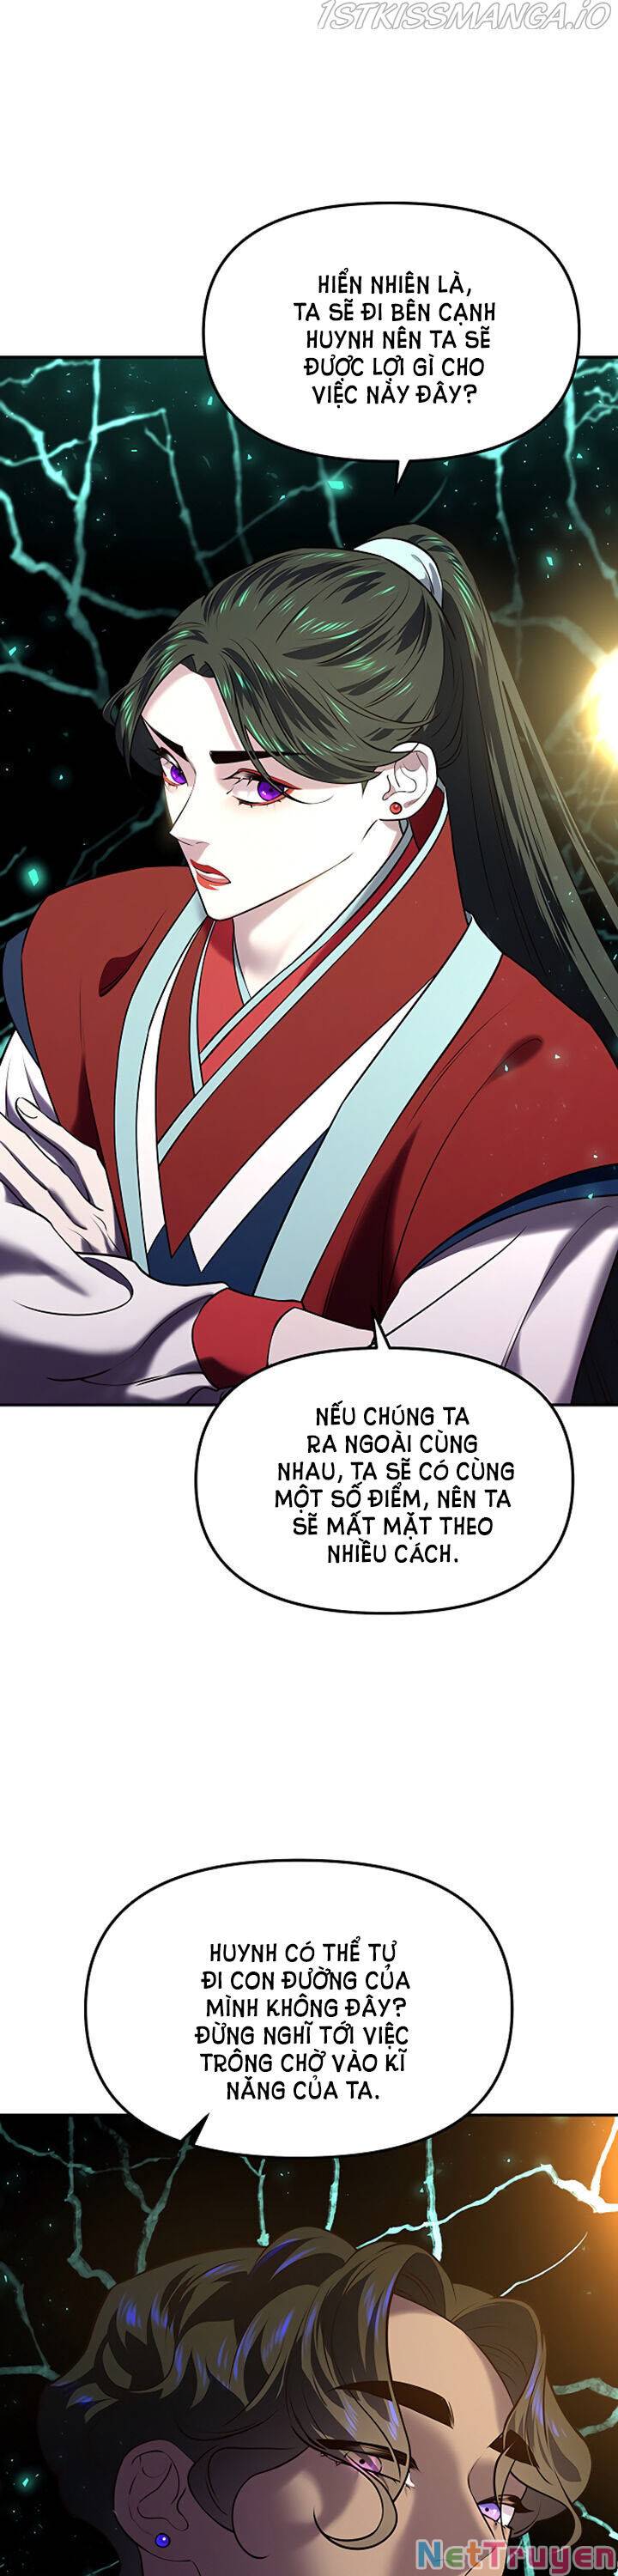 1STKISSMANGA.iO
HIỂN NHIÊN LÀ,
TA SẼ ĐI BÊN CẠNH
HUYNH NÊN TA SẼ
ĐƯỢC LỢI GÌ CHO
VIỆC NÀY ĐÂY?
NẾU CHÚNG TA
RA NGOÀI CÙNG
NHAU, TA SẼ CÓ CÙNG
MỘT SỐ ĐIỂM, NÊN TA
SẼ MẤT MẶT THEO
NHIỀU CÁCH.
HUYNH CÓ THỂ TỰ
ĐI CON ĐƯỜNG CỦA
MÌNH KHÔNG ĐÂY?
ĐỪNG NGHĨ TỚI VIỆC
TRÔNG CHỜ VÀO KĨ
NĂNG CỦA TA.
NetTruyen